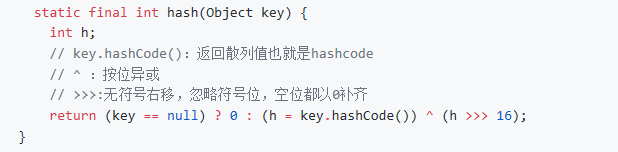 static final int hash(Object key) {
int h;
// key.hashCode()：返回散列值也就是hashcode
// ^ ：按位异或
// >>>:无符号右移，忽略符号位，空位都以0补齐
return (key == null) ? 0 : (h = key.hashCode()) ^ (h >>> 16);
}